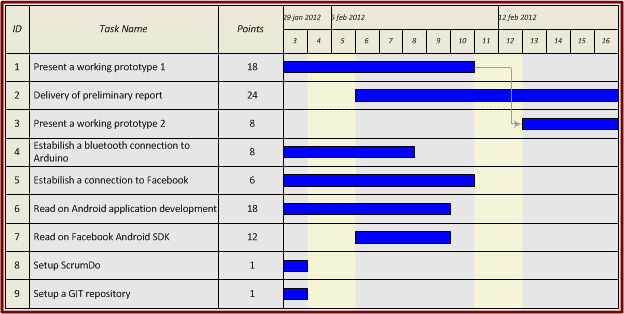 ID Task Name Points 29 jan 2012 5 feb 2012 12 feb 2012
3 4 5 6 7 8 9 10 11 12 13 14 15 16
1 Present a working prototype 1 18
2 Delivery of preliminary report 24
3 Present a working prototype 2 8
4 Estabilish a bluetooth connection to
Arduino 8
5 Estabilish a connection to Facebook 6
6 Read on Android application development 18
7 Read on Facebook Android SDK 12
8 Setup ScrumDo 1
9 Setup a GIT repository 1